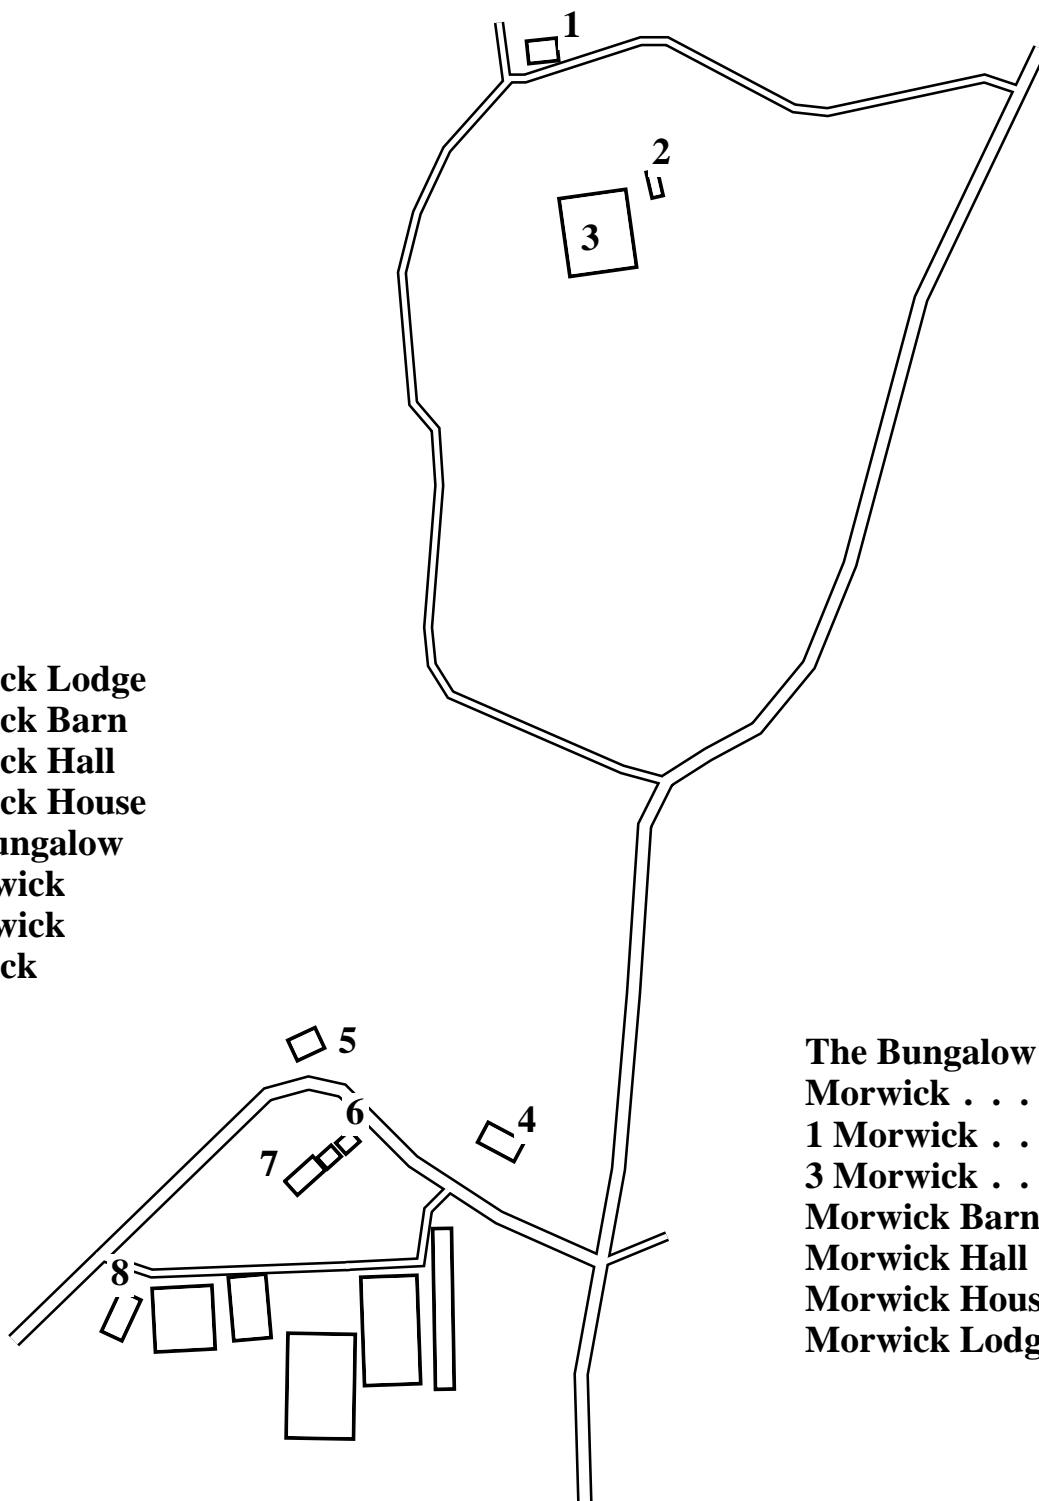 1
2
3
ck Lodge
ck Barn
ck Hall
ck House
ungalow
wick
wick
ck
5
6
4
7
8
The Bungalow
Morwick . . .
1 Morwick . .
3 Morwick . .
Morwick Barn
Morwick Hall
Morwick Hous
Morwick Lodg